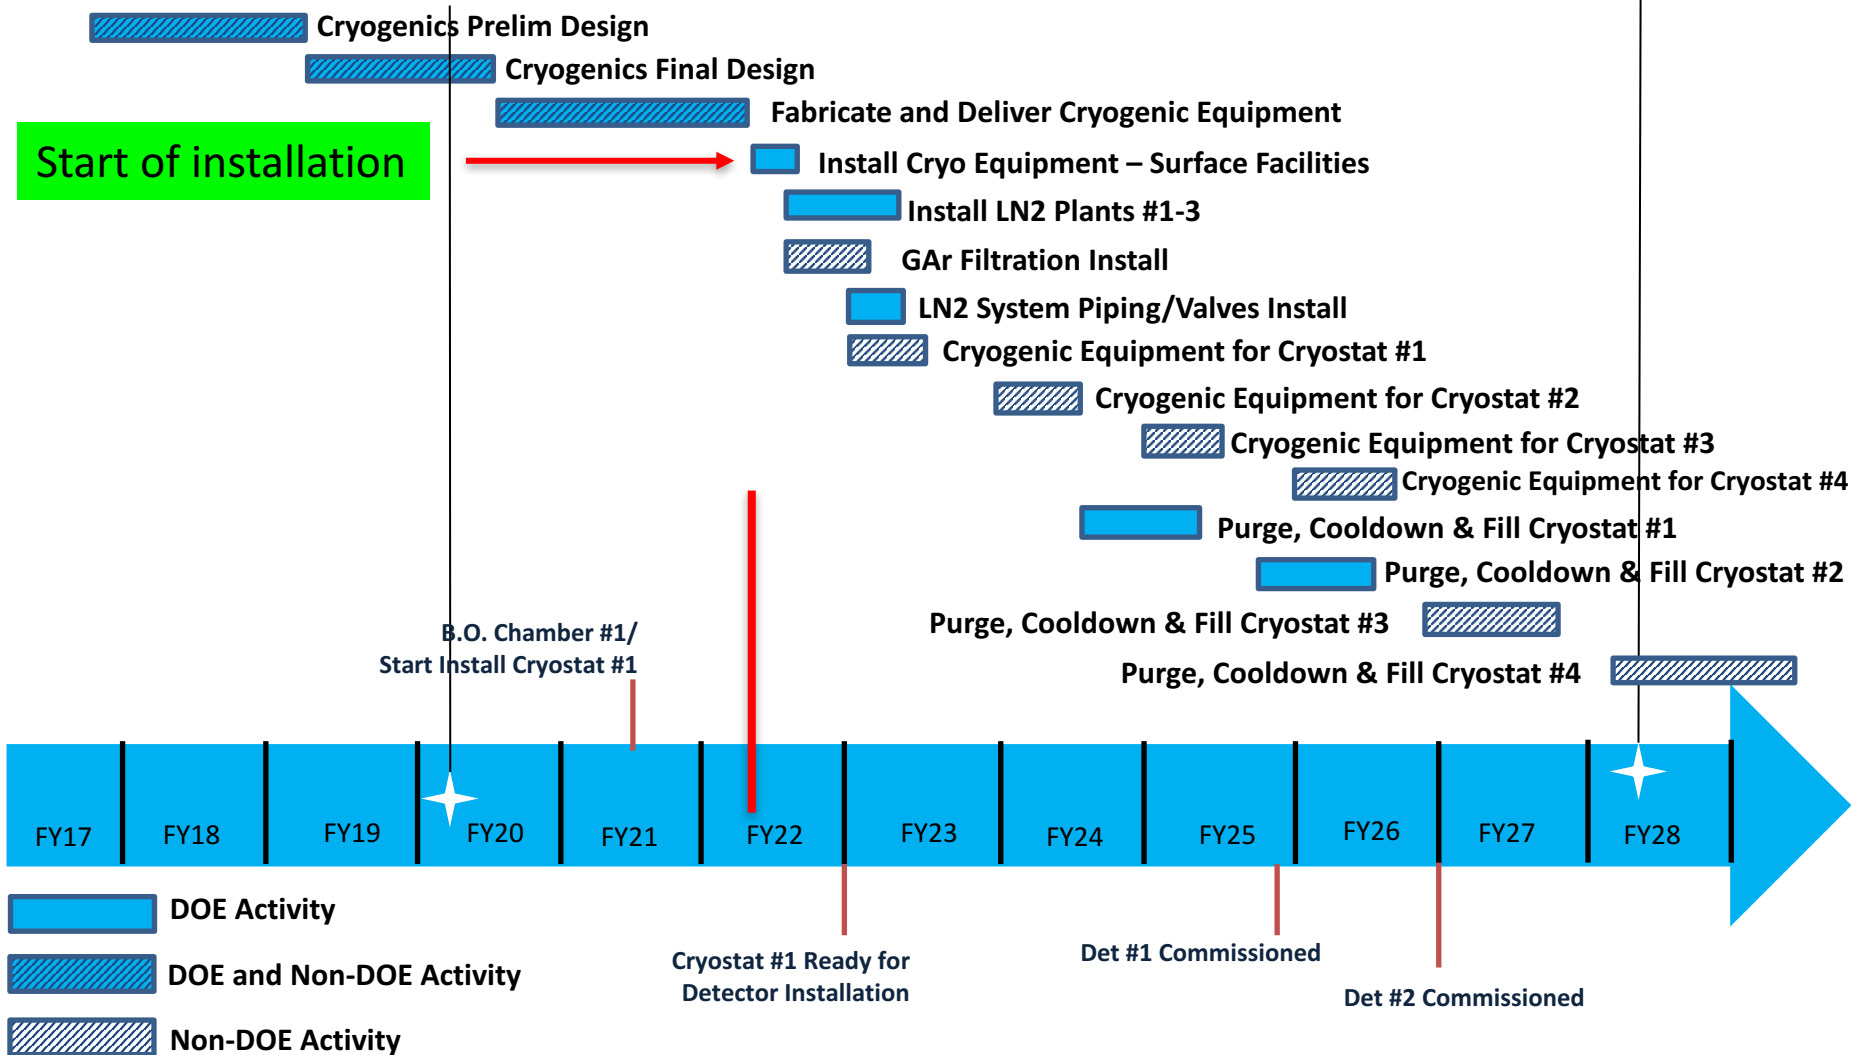 Cryogenics Prelim Design
Cryogenics Final Design
Fabricate and Deliver Cryogenic Equipment
Start of installation
Install Cryo Equipment – Surface Facilities
Install LN2 Plants #1-3
GAr Filtration Install
LN2 System Piping/Valves Install
Cryogenic Equipment for Cryostat #1
Cryogenic Equipment for Cryostat #2
Cryogenic Equipment for Cryostat #3
Cryogenic Equipment for Cryostat #4
Purge, Cooldown & Fill Cryostat #1
Purge, Cooldown & Fill Cryostat #2
Purge, Cooldown & Fill Cryostat #3
B.O. Chamber #1/
Start Install Cryostat #1
Purge, Cooldown & Fill Cryostat #4
FY17 FY18 FY19 FY20 FY21 FY22 FY23 FY24 FY25 FY26 FY27 FY28
DOE Activity
DOE and Non-DOE Activity
Non-DOE Activity
Cryostat #1 Ready for
Detector Installation
Det #1 Commissioned
Det #2 Commissioned